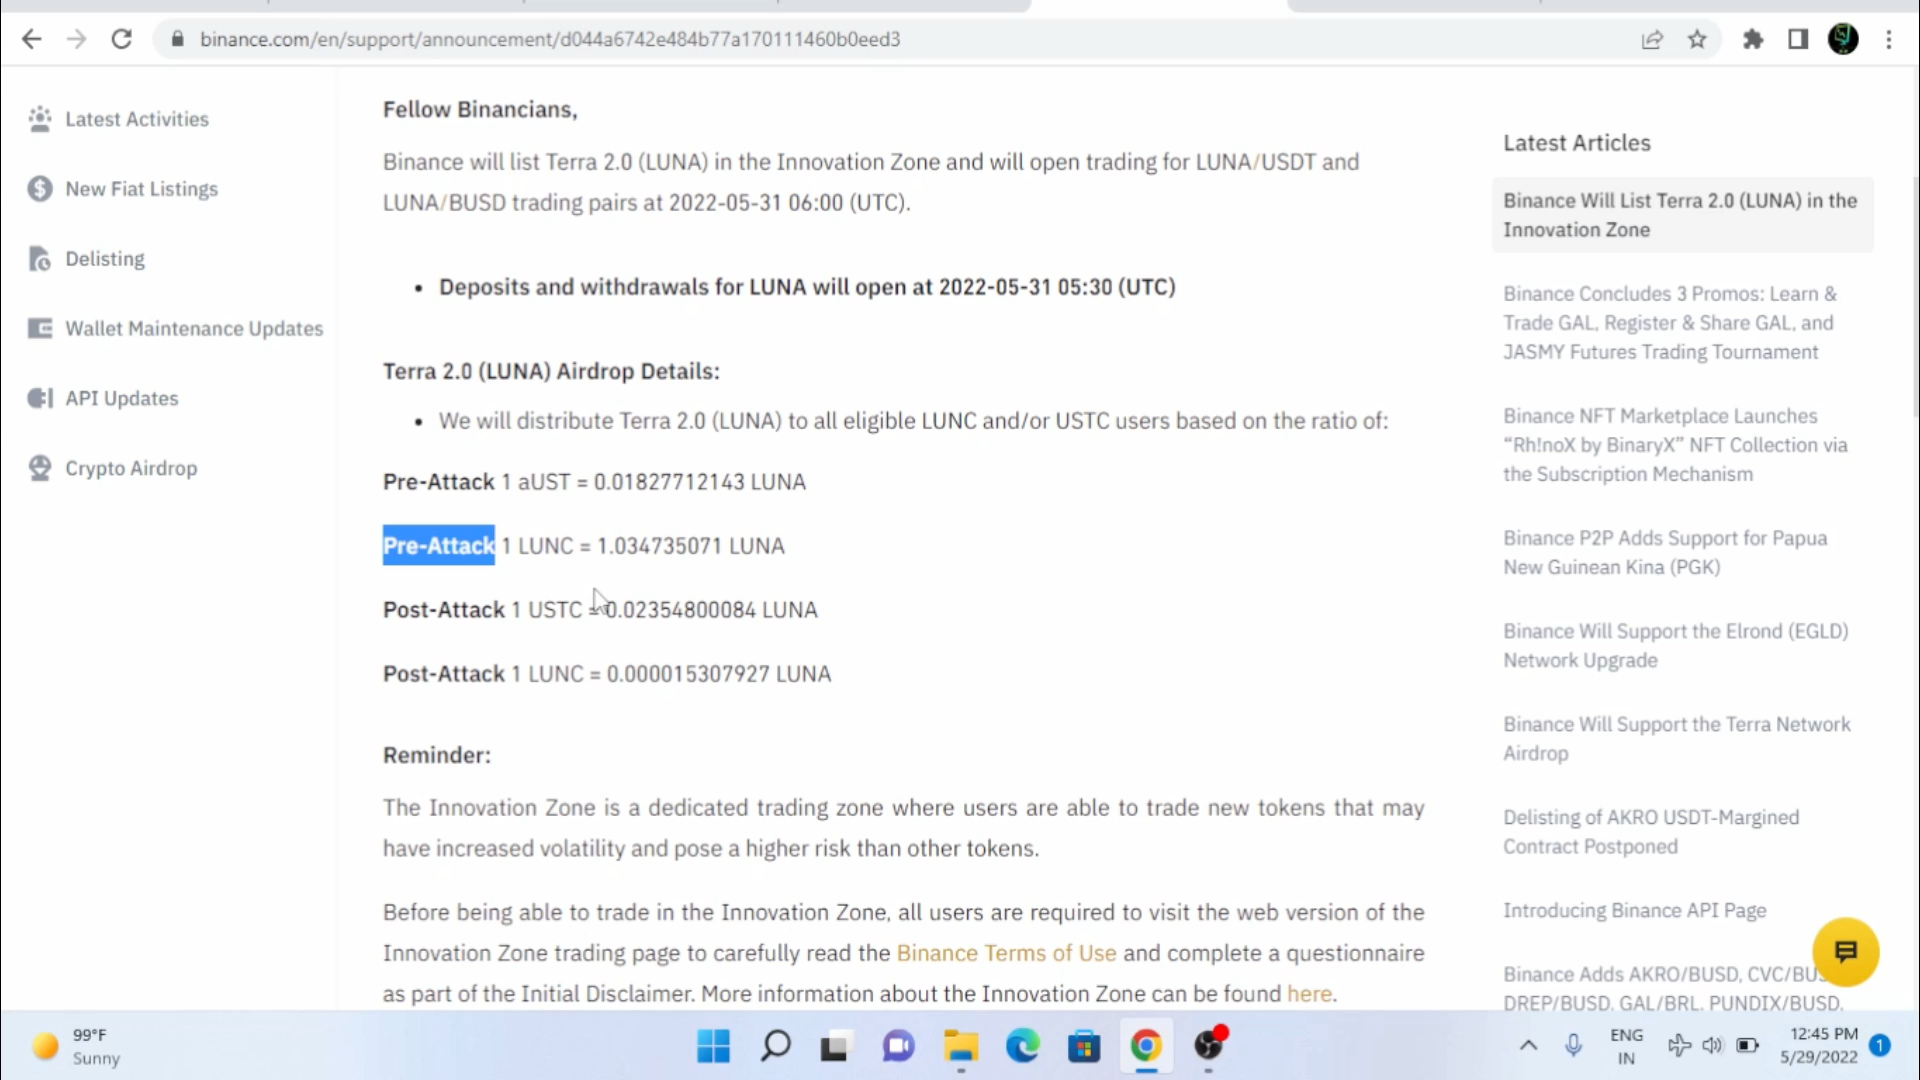 binance.com/en/support/announcement/d044a6742e484b77a170111460b0eed3
Latest Activities
New Fiat Listings
Delisting
Wallet Maintenance Updates
API Updates
Crypto Airdrop
Fellow Binancians,
Binance will list Terra 2.0 (LUNA) in the Innovation Zone and will open trading for LUNA/USDT and
LUNA/BUSD trading pairs at 2022-05-31 06:00 (UTC).
• Deposits and withdrawals for LUNA will open at 2022-05-31 05:30 (UTC)
Terra 2.0 (LUNA) Airdrop Details:
• We will distribute Terra 2.0 (LUNA) to all eligible LUNC and/or USTC users based on the ratio of:
Pre-Attack 1 aUST = 0.01827712143 LUNA
Pre-Attack 1 LUNC = 1.034735071 LUNA
Post-Attack 1 USTC = 0.02354800084 LUNA
Post-Attack 1 LUNC = 0.000015307927 LUNA
Reminder:
The Innovation Zone is a dedicated trading zone where users are able to trade new tokens that may
have increased volatility and pose a higher risk than other tokens.
Before being able to trade in the Innovation Zone, all users are required to visit the web version of the
Innovation Zone trading page to carefully read the Binance Terms of Use and complete a questionnaire
as part of the Initial Disclaimer. More information about the Innovation Zone can be found here.
Latest Articles
Binance Will List Terra 2.0 (LUNA) in the
Innovation Zone
Binance Concludes 3 Promos: Learn &
Trade GAL, Register & Share GAL, and
JASMY Futures Trading Tournament
Binance NFT Marketplace Launches
“Rh!noX by BinaryX” NFT Collection via
the Subscription Mechanism
Binance P2P Adds Support for Papua
New Guinean Kina (PGK)
Binance Will Support the Elrond (EGLD)
Network Upgrade
Binance Will Support the Terra Network
Airdrop
Delisting of AKRO USDT-Margined
Contract Postponed
Introducing Binance API Page
Binance Adds AKRO/BUSD, CVC/BU
DREP/BUSD, GAL/BRL, PUNDIX/BUSD,
99°F
Sunny
ENG
IN
12:45 PM
5/29/2022
1